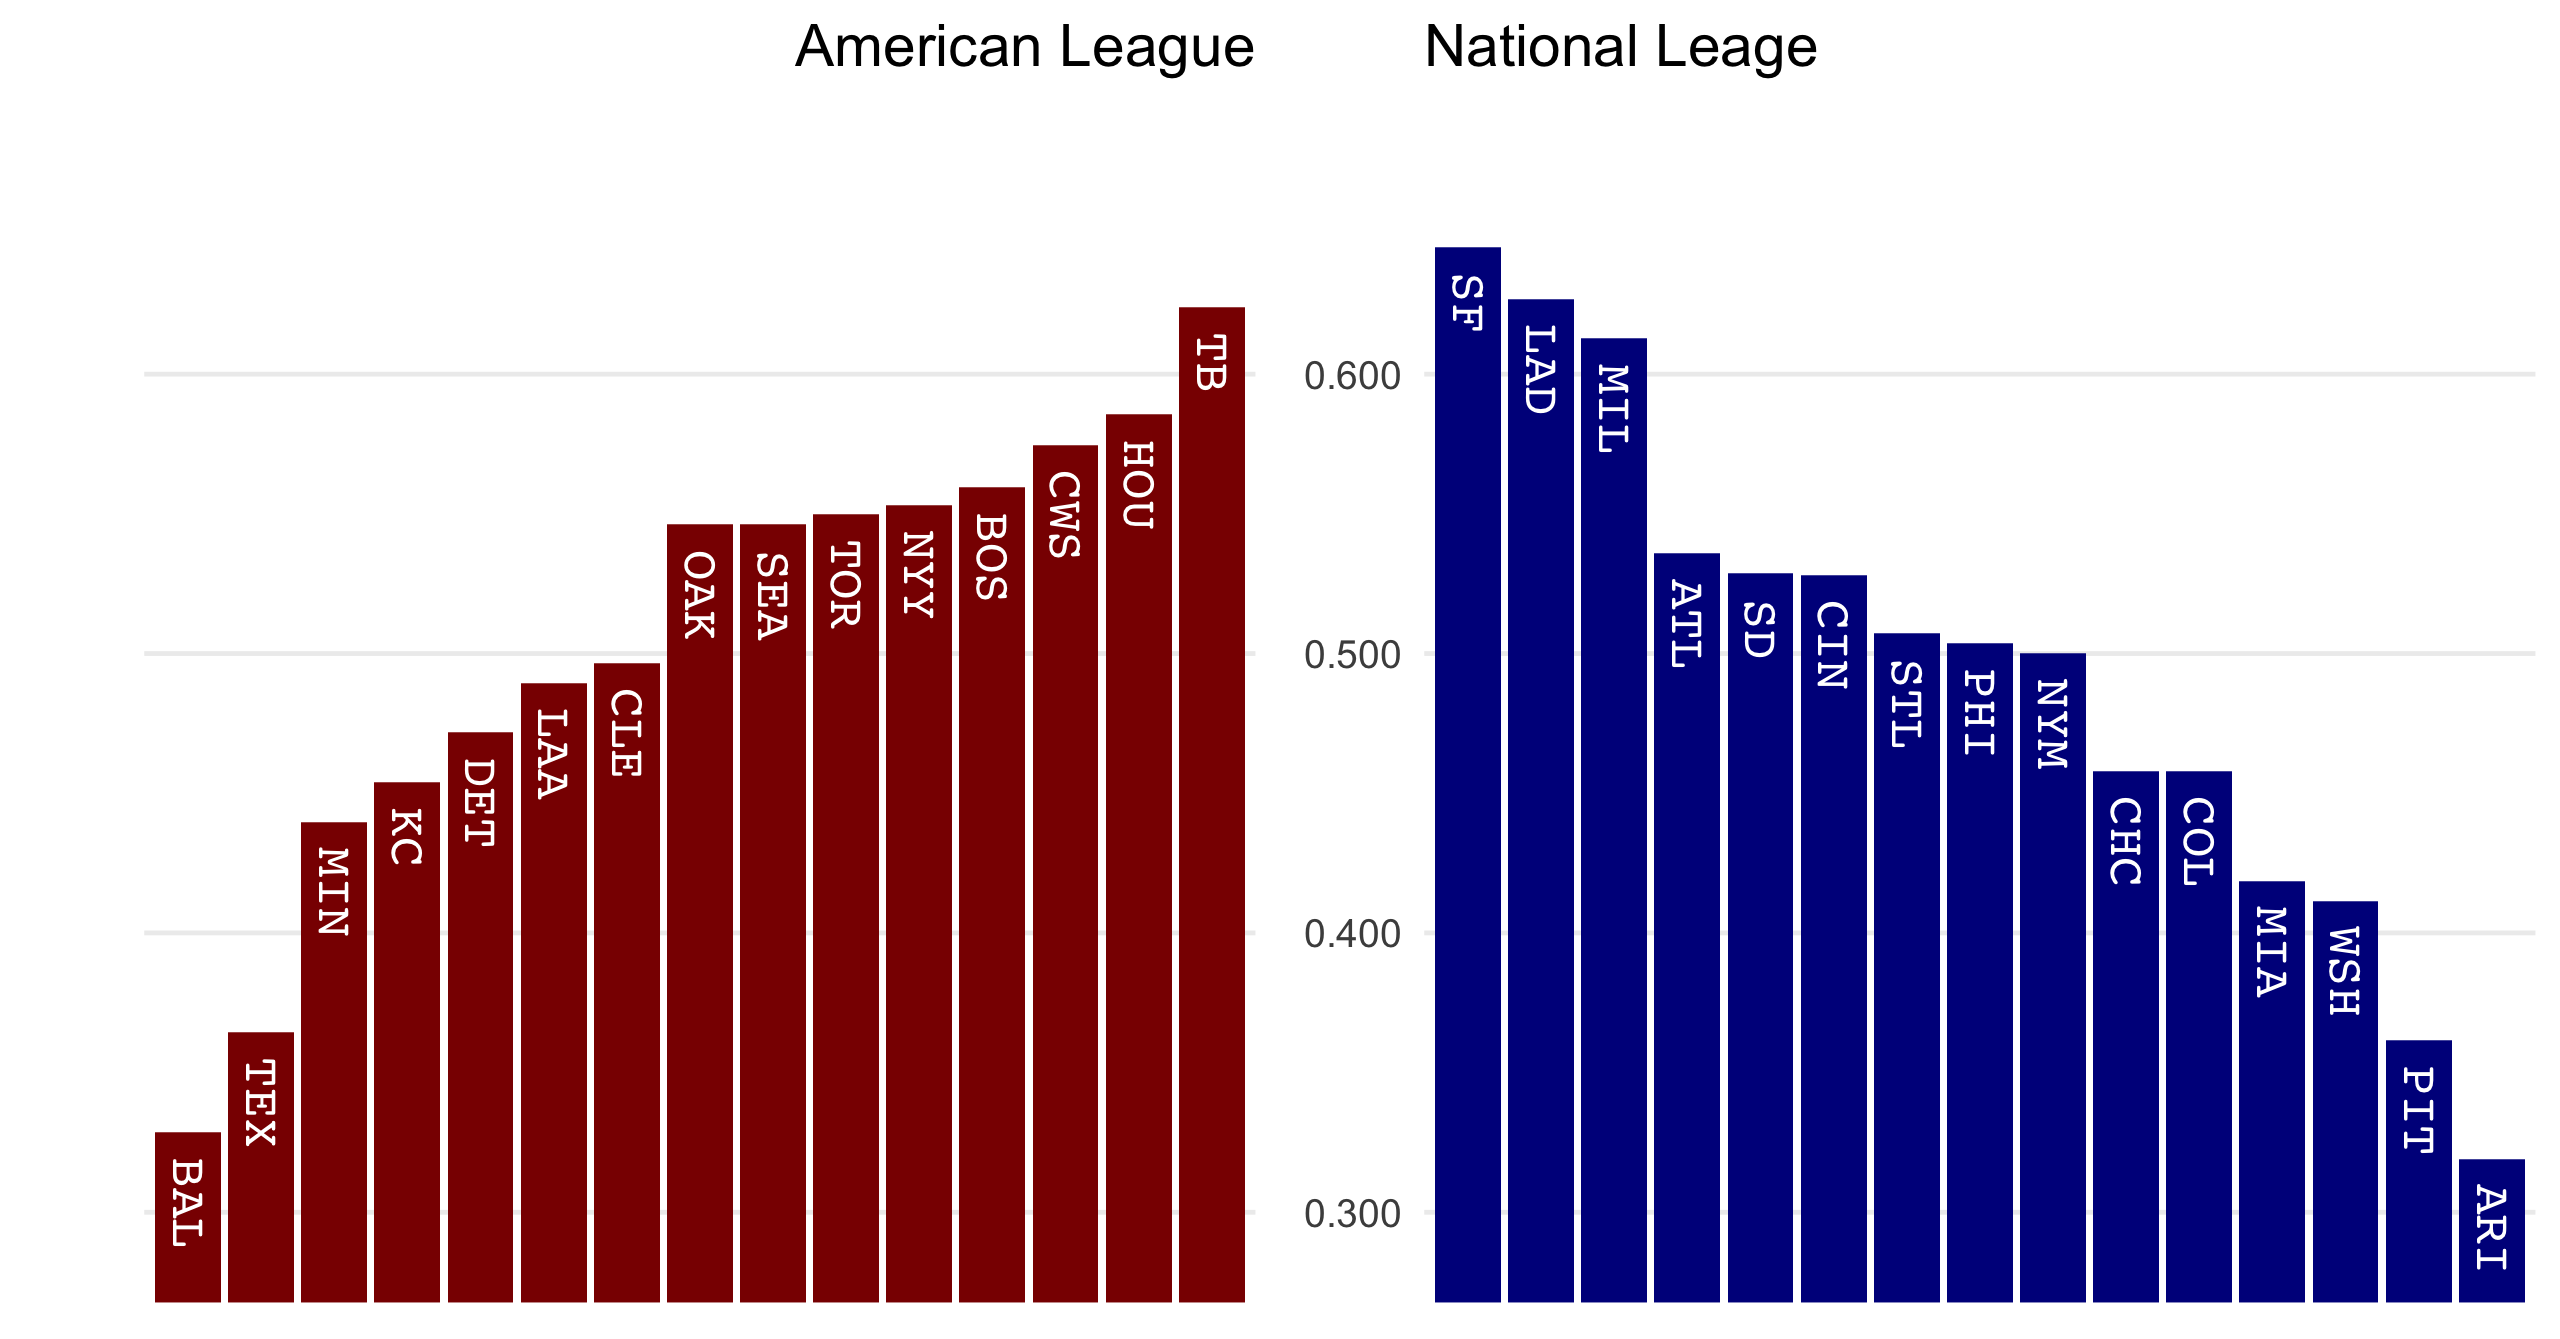 American League
National Leage
BAL
TEX
MIN
KC
DET
LAA
CLE
OAK
SEA
TOR
NYY
BOS
CWS
HOU
TB
0.600
0.500
0.400
0.300
SF
LAD
MIL
ATL
SD
CIN
STL
PHI
NYM
CHC
COL
MIA
WSH
PIT
ARI